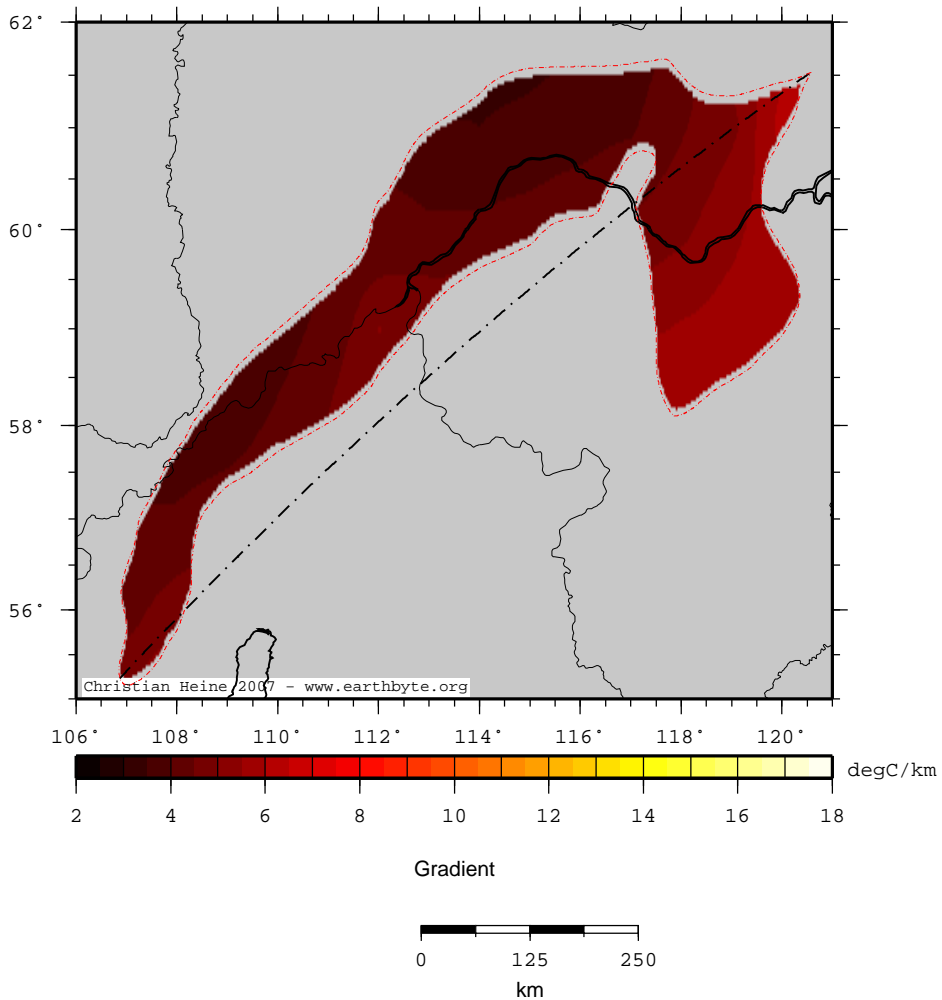 62°
60°
58°
56°
Christian Heine 2007 - www.earthbyte.org
106° 108° 110° 112° 114° 116° 118° 120°
degC/km
2 4 6 8 10 12 14 16 18
Gradient
0 125 250
km